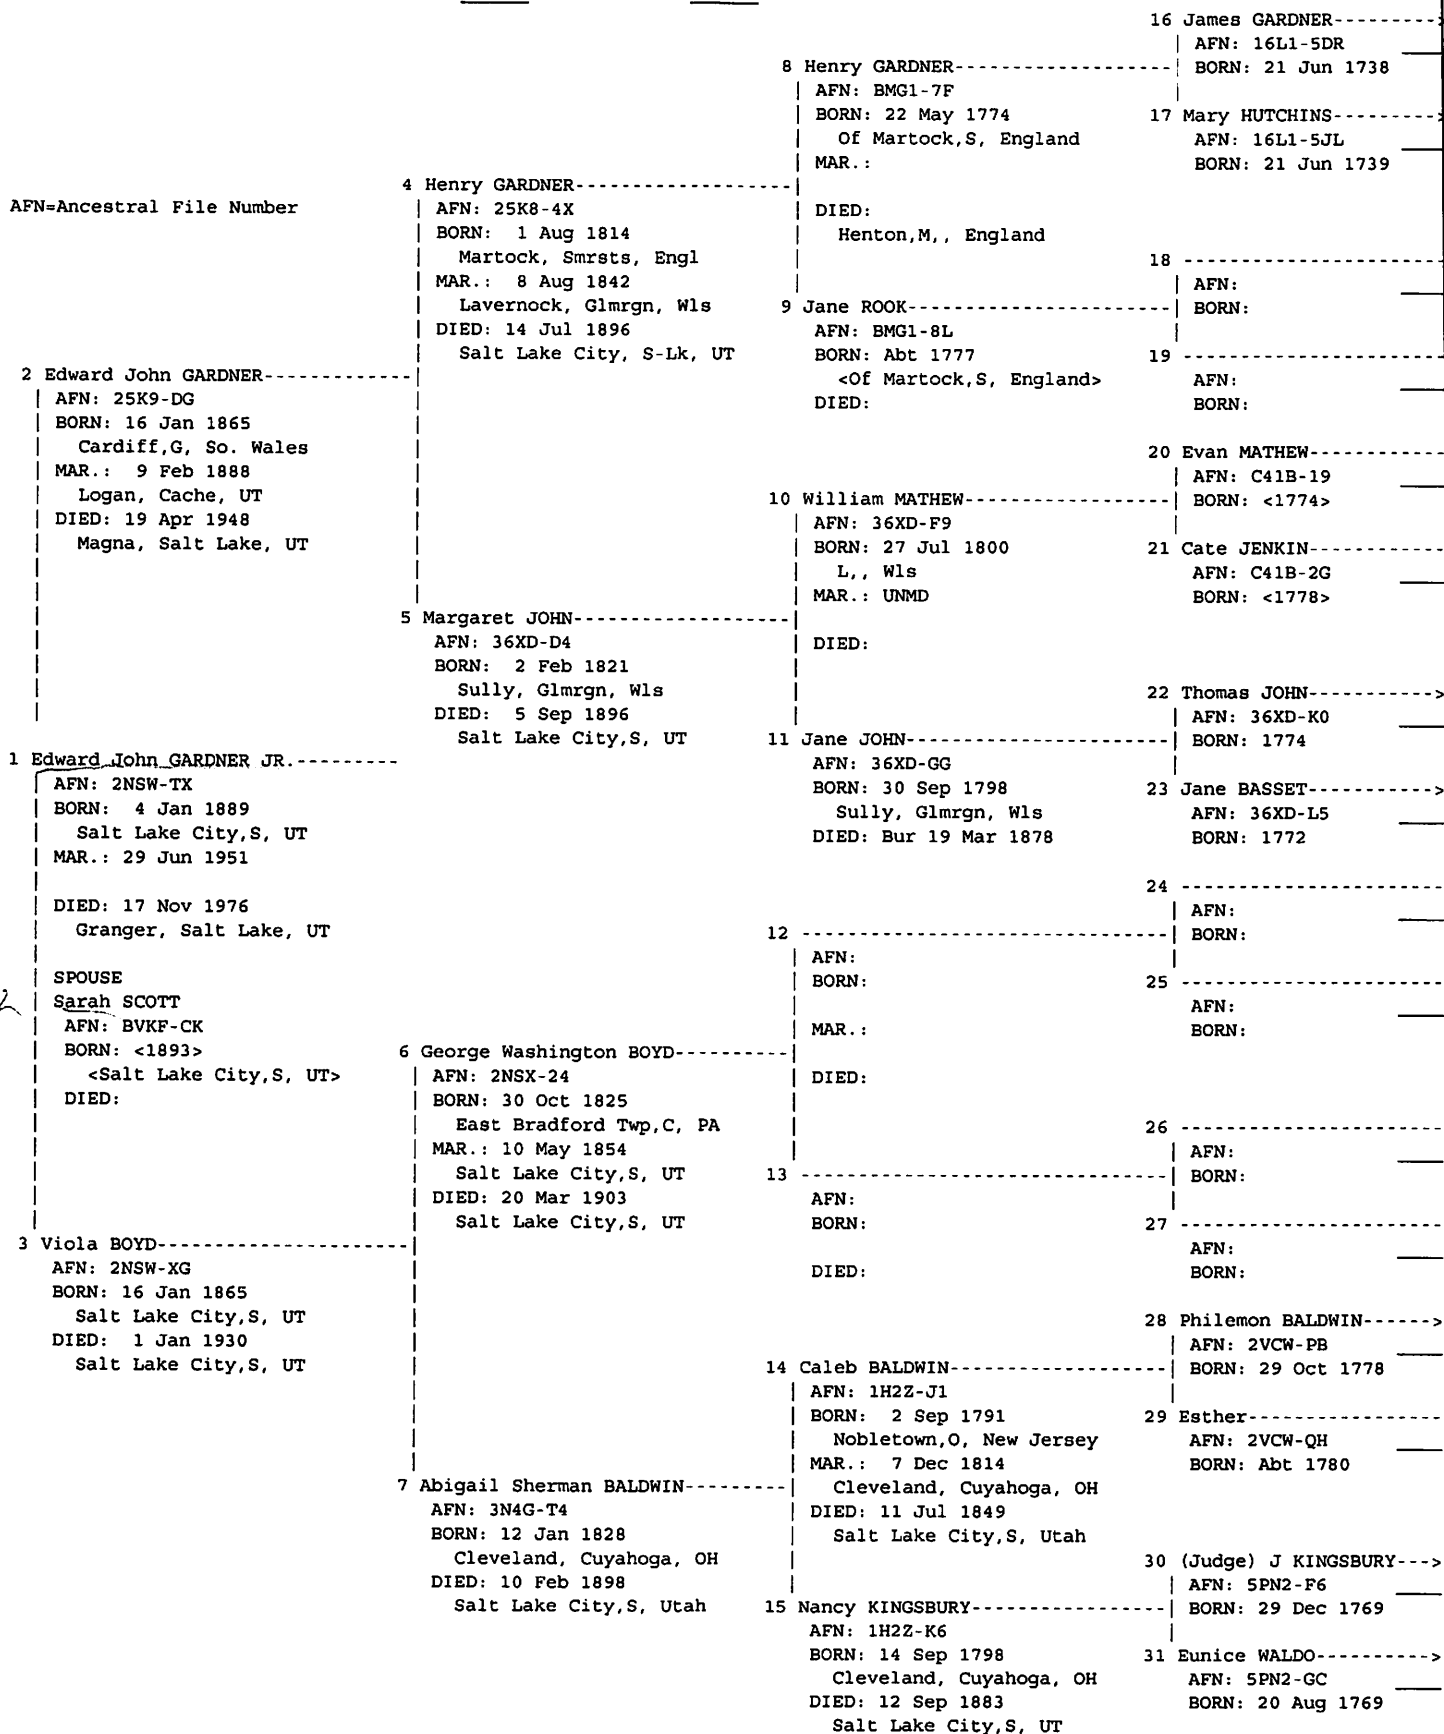 AFN=Ancestral File Number
1 Edward John GARDNER JR.---------
AFN: 2NSW-TX
BORN: 4 Jan 1889
Salt Lake City,S, UT
MAR.: 29 Jun 1951
DIED: 17 Nov 1976
Granger, Salt Lake, UT
SPOUSE
Sarah SCOTT
AFN: BVKF-CK
BORN: <1893>
<Salt Lake City,S, UT>
DIED:
2 Edward John GARDNER-------------
AFN: 25K9-DG
BORN: 16 Jan 1865
Cardiff,G, So. Wales
MAR.: 9 Feb 1888
Logan, Cache, UT
DIED: 19 Apr 1948
Magna, Salt Lake, UT
3 Viola BOYD----------------------
AFN: 2NSW-XG
BORN: 16 Jan 1865
Salt Lake City,S, UT
DIED: 1 Jan 1930
Salt Lake City,S, UT
4 Henry GARDNER-------------------
AFN: 25K8-4X
BORN: 1 Aug 1814
Martock, Smrsts, Engl
MAR.: 8 Aug 1842
Lavernock, Glmrgn, Wls
DIED: 14 Jul 1896
Salt Lake City, S-Lk, UT
5 Margaret JOHN-------------------
AFN: 36XD-D4
BORN: 2 Feb 1821
Sully, Glmrgn, Wls
DIED: 5 Sep 1896
Salt Lake City,S, UT
6 George Washington BOYD----------
AFN: 2NSX-24
BORN: 30 Oct 1825
East Bradford Twp,C, PA
MAR.: 10 May 1854
Salt Lake City,S, UT
DIED: 20 Mar 1903
Salt Lake City,S, UT
7 Abigail Sherman BALDWIN---------
AFN: 3N4G-T4
BORN: 12 Jan 1828
Cleveland, Cuyahoga, OH
DIED: 10 Feb 1898
Salt Lake City,S, Utah
8 Henry GARDNER-------------------
AFN: BMG1-7F
BORN: 22 May 1774
Of Martock,S, England
MAR.:
DIED:
Henton,M,, England
9 Jane ROOK-----------------------
AFN: BMG1-8L
BORN: Abt 1777
<Of Martock,S, England>
DIED:
10 William MATHEW------------------
AFN: 36XD-F9
BORN: 27 Jul 1800
L,, Wls
MAR.: UNMD
DIED:
11 Jane JOHN-----------------------
AFN: 36XD-GG
BORN: 30 Sep 1798
Sully, Glmrgn, Wls
DIED: Bur 19 Mar 1878
12 --------------------------------
AFN:
BORN:
MAR.:
DIED:
13 --------------------------------
AFN:
BORN:
DIED:
14 Caleb BALDWIN-------------------
AFN: 1H2Z-J1
BORN: 2 Sep 1791
Nobletown,O, New Jersey
MAR.: 7 Dec 1814
Cleveland, Cuyahoga, OH
DIED: 11 Jul 1849
Salt Lake City,S, Utah
15 Nancy KINGSBURY-----------------
AFN: 1H2Z-K6
BORN: 14 Sep 1798
Cleveland, Cuyahoga, OH
DIED: 12 Sep 1883
Salt Lake City,S, UT
16 James GARDNER---------
AFN: 16L1-5DR
BORN: 21 Jun 1738
17 Mary HUTCHINS---------
AFN: 16L1-5JL
BORN: 21 Jun 1739
18 ----------------------
AFN:
BORN:
19 ----------------------
AFN:
BORN:
20 Evan MATHEW------------
AFN: C41B-19
BORN: <1774>
21 Cate JENKIN------------
AFN: C41B-2G
BORN: <1778>
22 Thomas JOHN----------->
AFN: 36XD-K0
BORN: 1774
23 Jane BASSET----------->
AFN: 36XD-L5
BORN: 1772
24 ----------------------
AFN:
BORN:
25 ----------------------
AFN:
BORN:
26 ----------------------
AFN:
BORN:
27 ----------------------
AFN:
BORN:
28 Philemon BALDWIN------>
AFN: 2VCW-PB
BORN: 29 Oct 1778
29 Esther-----------------
AFN: 2VCW-QH
BORN: Abt 1780
30 (Judge) J KINGSBURY--->
AFN: 5PN2-F6
BORN: 29 Dec 1769
31 Eunice WALDO---------->
AFN: 5PN2-GC
BORN: 20 Aug 1769